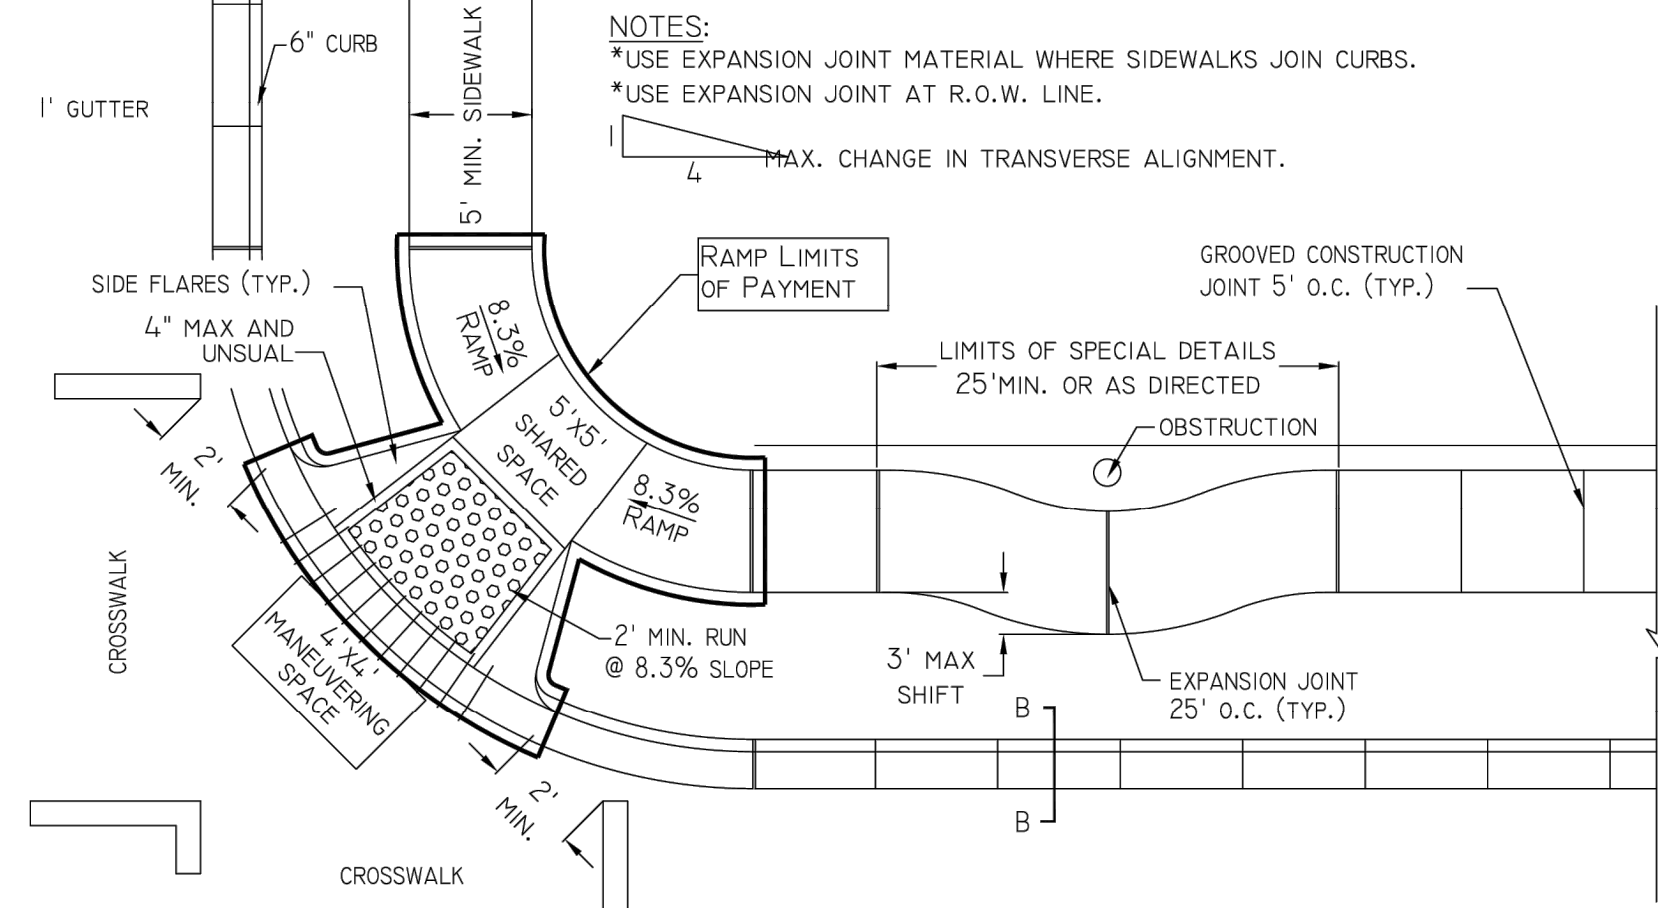 NOTES:
*USE EXPANSION JOINT MATERIAL WHERE SIDEWALKS JOIN CURBS.
*USE EXPANSION JOINT AT R.O.W. LINE.
1
4
MAX. CHANGE IN TRANSVERSE ALIGNMENT.
6" CURB
1' GUTTER
5' MIN. SIDEWALK
SIDE FLARES (TYP.)
4" MAX AND
UNSUAL
RAMP LIMITS
OF PAYMENT
GROOVED CONSTRUCTION
JOINT 5' O.C. (TYP.)
LIMITS OF SPECIAL DETAILS
25'MIN. OR AS DIRECTED
OBSTRUCTION
8.3%
RAMP
5'X5'
SHARED
SPACE
8.3%
RAMP
2'
MIN.
CROSSWALK
4'X4'
MANEUVERING
SPACE
2' MIN. RUN
@ 8.3% SLOPE
3' MAX
SHIFT
EXPANSION JOINT
25' O.C. (TYP.)
B
B
2'
MIN.
CROSSWALK